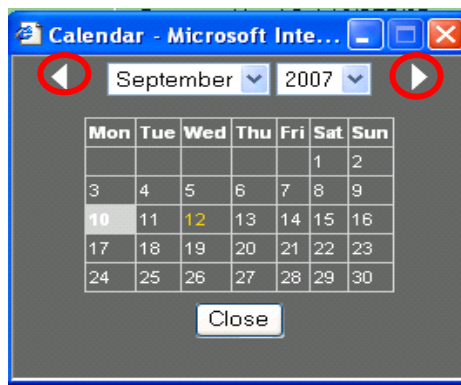 Calendar - Microsoft Inte...
September 2007
Mon Tue Wed Thu Fri Sat Sun
1 2
3 4 5 6 7 8 9
10 11 12 13 14 15 16
17 18 19 20 21 22 23
24 25 26 27 28 29 30
Close